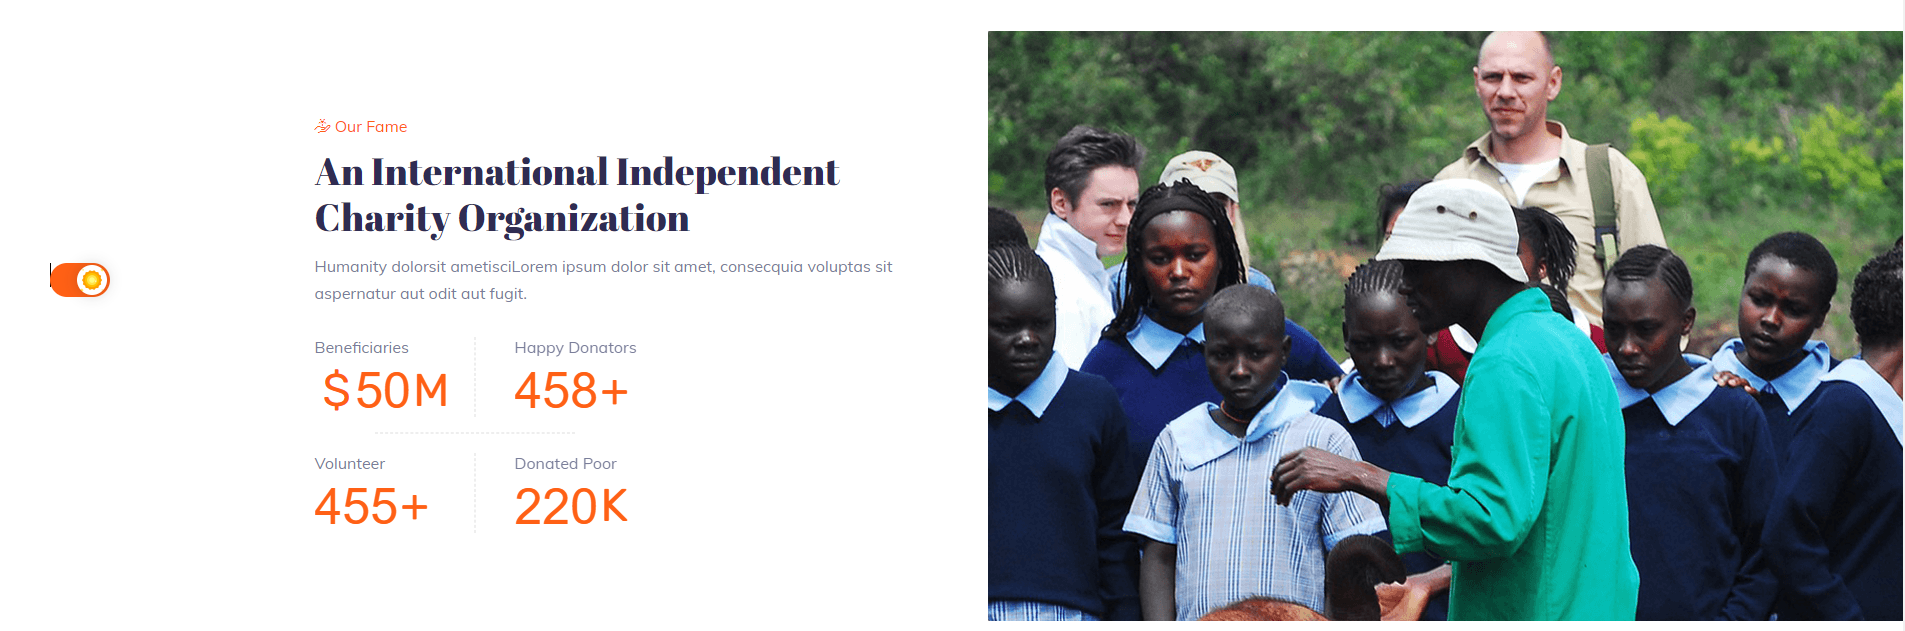 Our Fame
An International Independent
Charity Organization
Humanity dolorsit ametisciLorem ipsum dolor sit amet, consecquia voluptas sit
aspernatur aut odit aut fugit.
Beneficiaries
$50M
Happy Donators
458+
Volunteer
455+
Donated Poor
220K